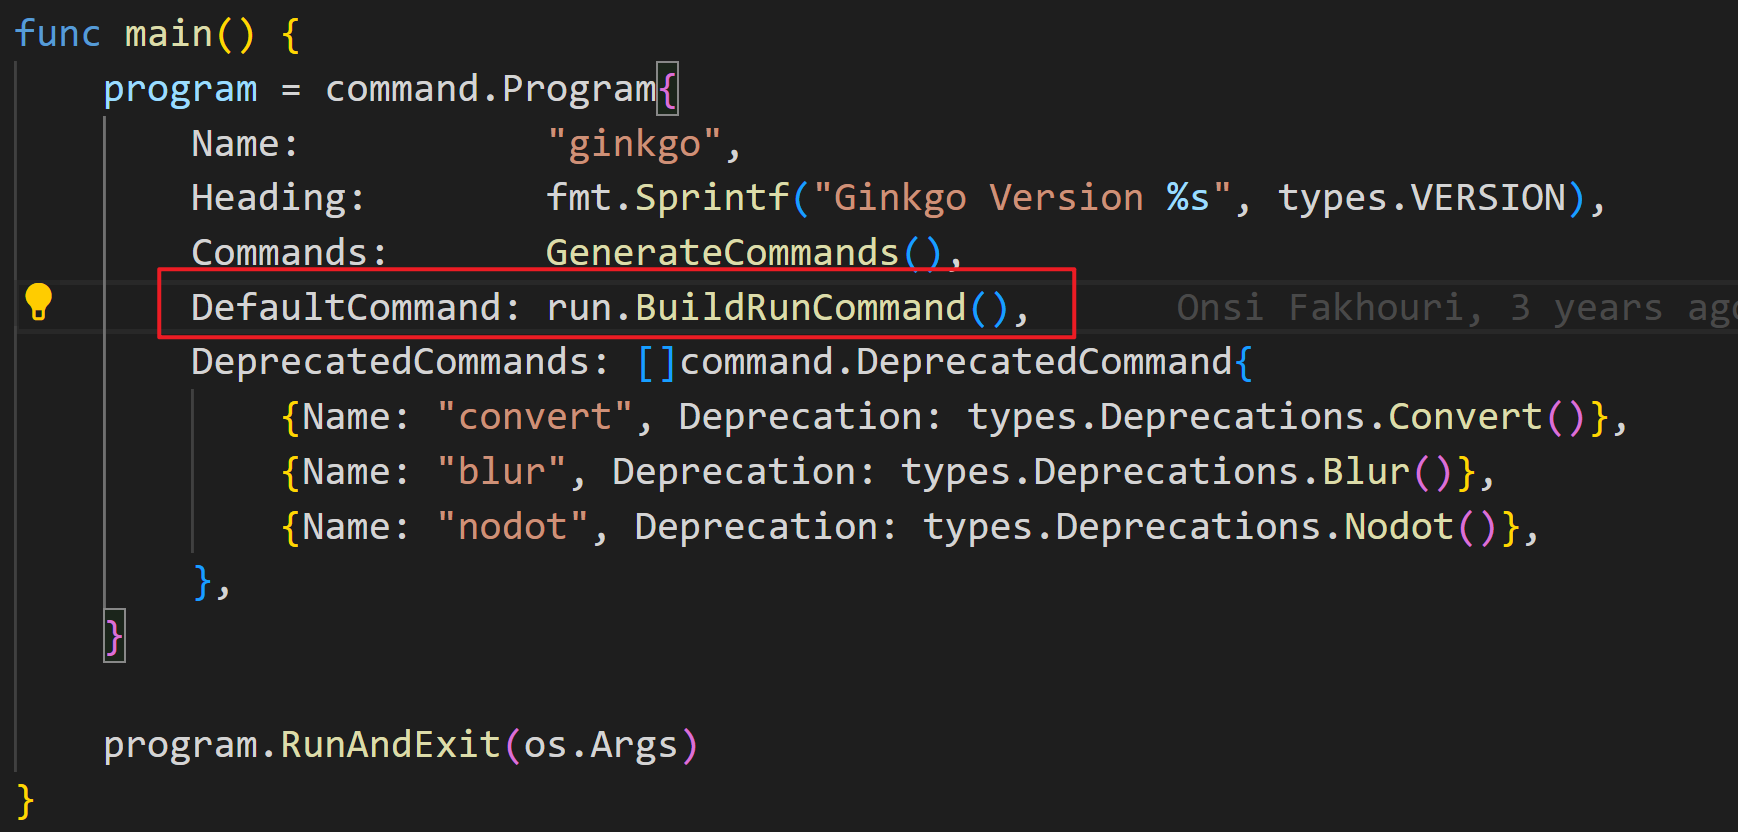 func main() {
    program = command.Program{
        Name:           "ginkgo",
        Heading:        fmt.Sprintf("Ginkgo Version %s", types.VERSION),
        Commands:       GenerateCommands(),
        DefaultCommand: run.BuildRunCommand(),      Onsi Fakhouri, 3 years ago
        DeprecatedCommands: []command.DeprecatedCommand{
            {Name: "convert", Deprecation: types.Deprecations.Convert()},
            {Name: "blur", Deprecation: types.Deprecations.Blur()},
            {Name: "nodot", Deprecation: types.Deprecations.Nodot()},
        },
    }
    program.RunAndExit(os.Args)
}